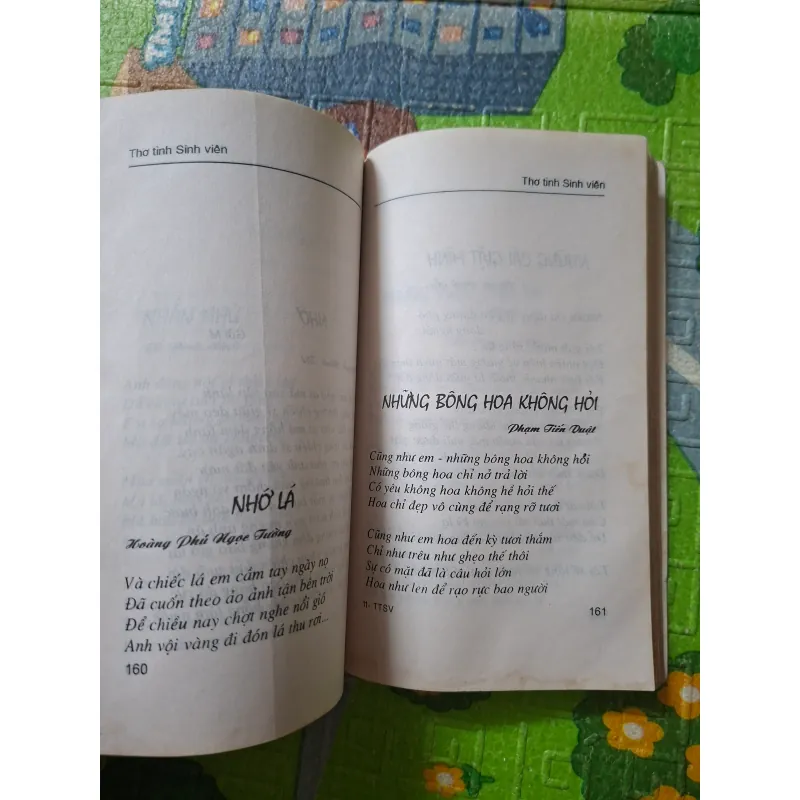 Thơ tình Sinh viên
NHỚ LÁ
Hoàng Phủ Ngọc Tường
Và chiếc lá em cầm tay ngày nọ
Đã cuốn theo ảo ảnh tận bên trời
Để chiều nay chợt nghe nổi gió
Anh vội vàng đi đón lá thu rơi...
160
Thơ tình Sinh viên
NHỮNG BÔNG HOA KHÔNG HỎI
Phạm Tiến Duật
Cũng như em - những bông hoa không hỏi
Những bông hoa chỉ nở trả lời
Có yêu không hoa không hề hỏi thế
Hoa chỉ đẹp vô cùng để rạng rỡ tươi
Cũng như em hoa đến kỳ tươi thắm
Chỉ như trêu như ghẹo thế thôi
Sự có mặt đã là câu hỏi lớn
Hoa như len để rạo rực bao người
11- TTSV
161